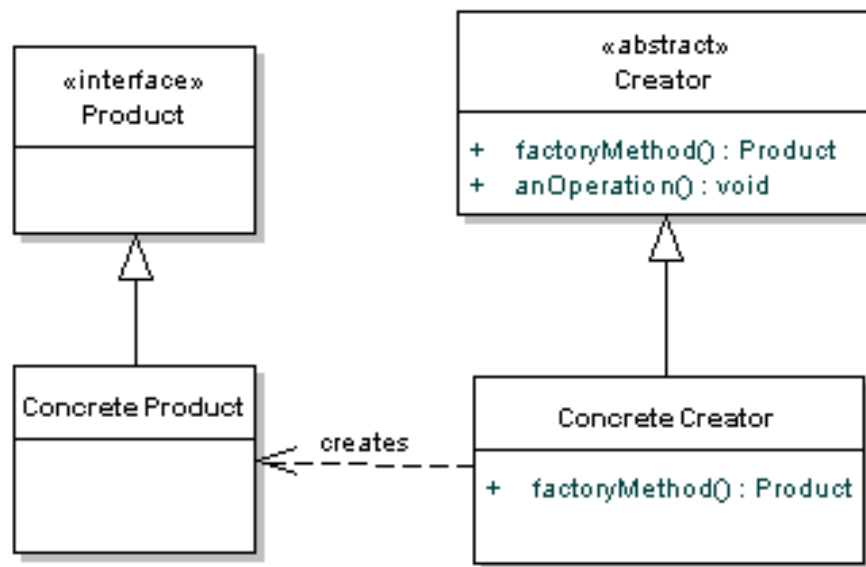 «interface»
Product
«abstract»
Creator
+ factoryMethod() : Product
+ anOperation() : void
Concrete Product
creates
Concrete Creator
+ factoryMethod() : Product